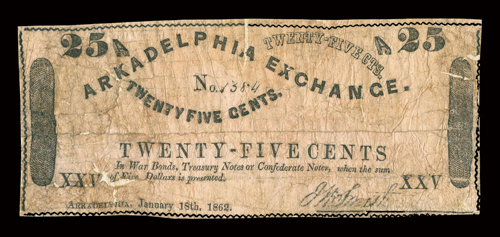 25 A TWENTY-FIVE CTS. A 25
ARKADELPHIA EXCHANGE.
No. 1384
TWENTY FIVE CENTS.
TWENTY-FIVE CENTS
In War Bonds, Treasury Notes or Confederate Notes, when the sum
of Five Dollars is presented.
XXV XXV
ARKADELPHIA, January 18th, 1862.